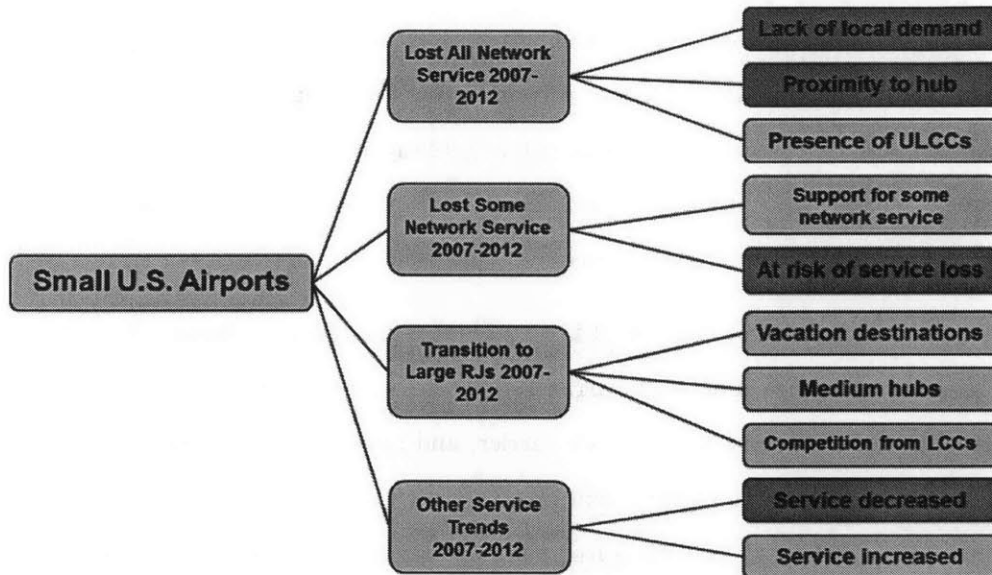 Small U.S. Airports
Lost All Network
Service 2007-
2012
Lack of local demand
Proximity to hub
Presence of ULCCs
Lost Some
Network Service
2007-2012
Support for some
network service
At risk of service loss
Transition to
Large RJs 2007-
2012
Vacation destinations
Medium hubs
Competition from LCCs
Other Service
Trends
2007-2012
Service decreased
Service increased